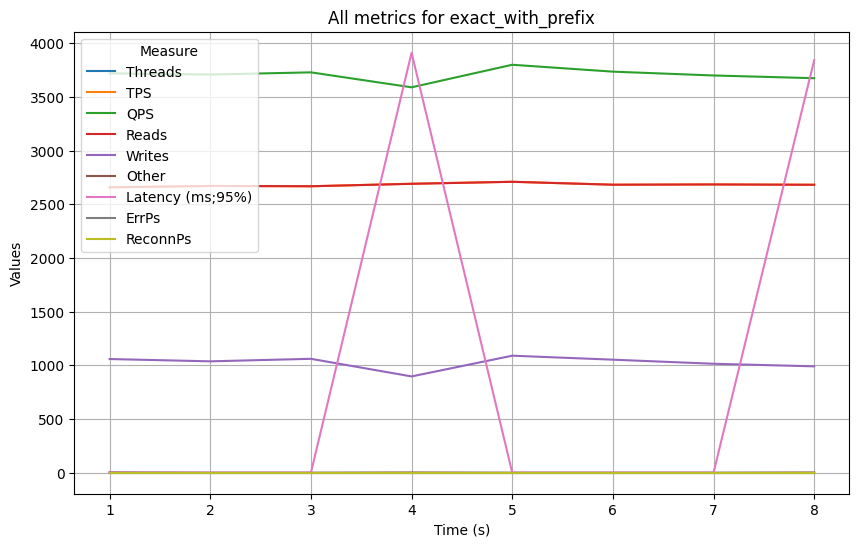 All metrics for exact_with_prefix
Measure
Threads
TPS
QPS
Reads
Writes
Other
Latency (ms;95%)
ErrPs
ReconnPs
Values
4000
3500
3000
2500
2000
1500
1000
500
0
1 2 3 4 5 6 7 8
Time (s)